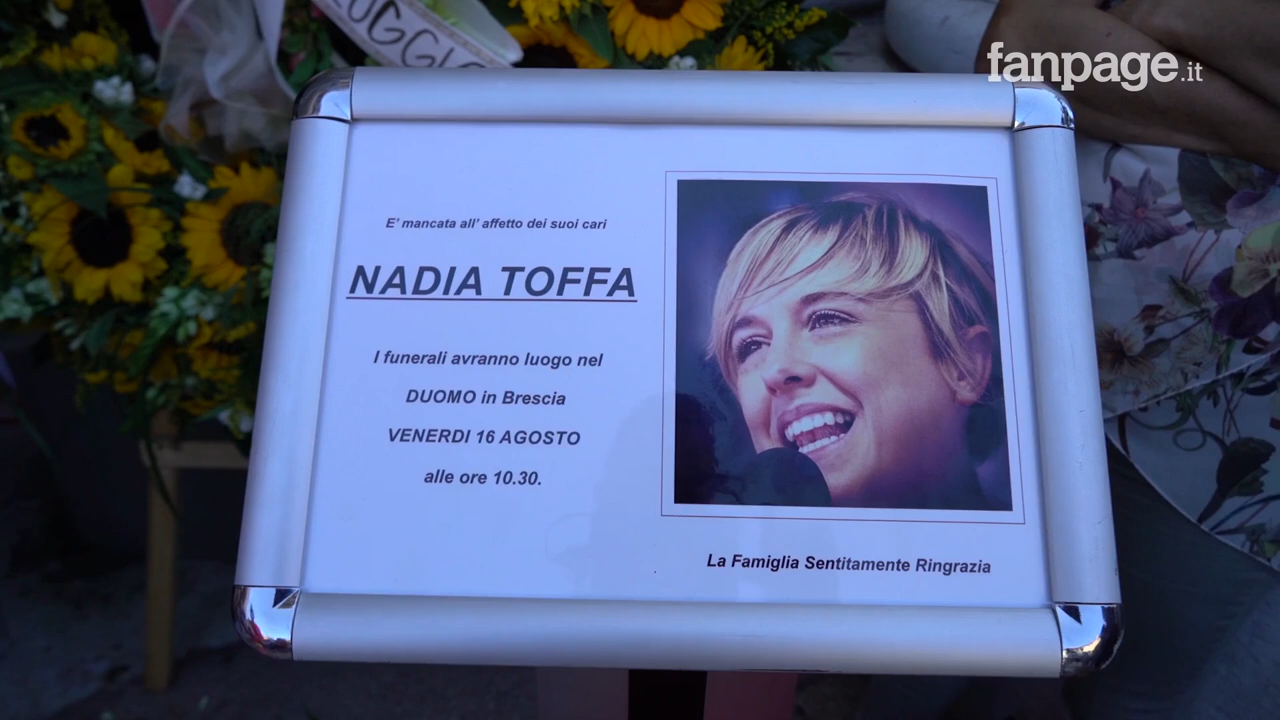 fanpage.it
E' mancata all' affetto dei suoi cari
NADIA TOFFA
I funerali avranno luogo nel
DUOMO in Brescia
VENERDI 16 AGOSTO
alle ore 10.30.
La Famiglia Sentitamente Ringrazia